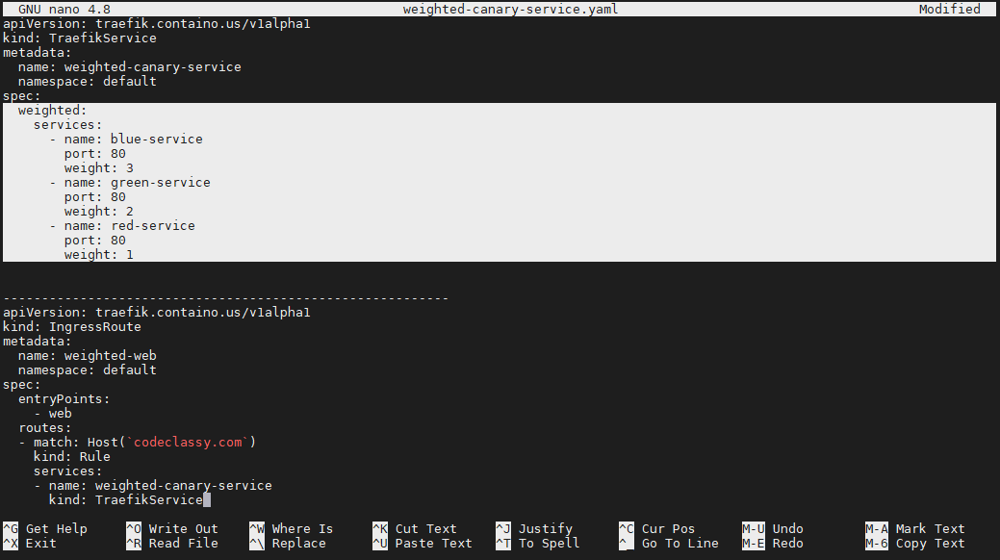 GNU nano 4.8 weighted-canary-service.yaml Modified
apiVersion: traefik.containo.us/v1alpha1
kind: TraefikService
metadata:
  name: weighted-canary-service
  namespace: default
spec:
  weighted:
    services:
      - name: blue-service
        port: 80
        weight: 3
      - name: green-service
        port: 80
        weight: 2
      - name: red-service
        port: 80
        weight: 1
----------------------------------------------------------
apiVersion: traefik.containo.us/v1alpha1
kind: IngressRoute
metadata:
  name: weighted-web
  namespace: default
spec:
  entryPoints:
    - web
  routes:
  - match: Host(`codeclassy.com`)
    kind: Rule
    services:
    - name: weighted-canary-service
      kind: TraefikService
^G Get Help ^O Write Out ^W Where Is ^K Cut Text ^J Justify ^C Cur Pos M-U Undo M-A Mark Text
^X Exit ^R Read File ^\ Replace ^U Paste Text ^T To Spell ^_ Go To Line M-E Redo M-6 Copy Text